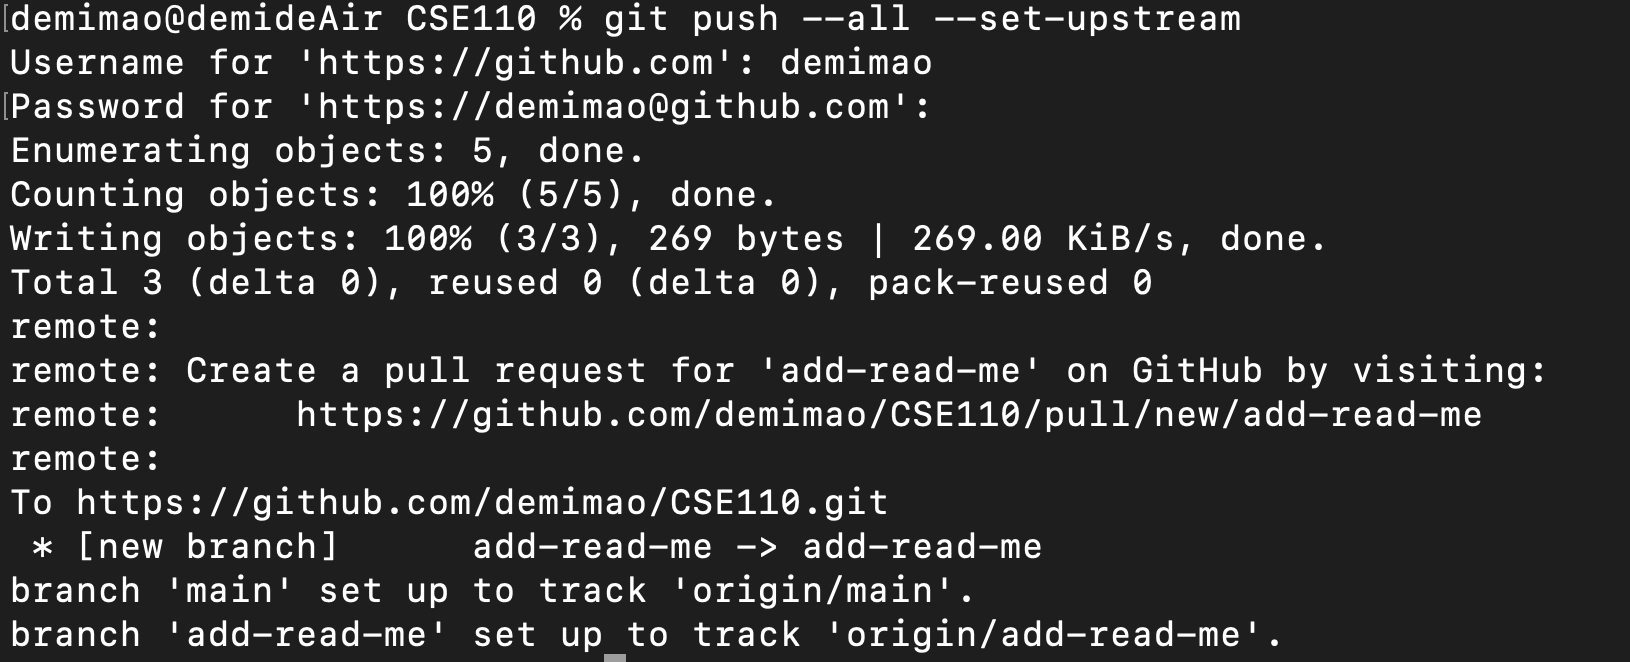 [demimao@demideAir CSE110 % git push --all --set-upstream
Username for 'https://github.com': demimao
[Password for 'https://demimao@github.com':
Enumerating objects: 5, done.
Counting objects: 100% (5/5), done.
Writing objects: 100% (3/3), 269 bytes | 269.00 KiB/s, done.
Total 3 (delta 0), reused 0 (delta 0), pack-reused 0
remote:
remote: Create a pull request for 'add-read-me' on GitHub by visiting:
remote:      https://github.com/demimao/CSE110/pull/new/add-read-me
remote:
To https://github.com/demimao/CSE110.git
 * [new branch]      add-read-me -> add-read-me
branch 'main' set up to track 'origin/main'.
branch 'add-read-me' set up to track 'origin/add-read-me'.